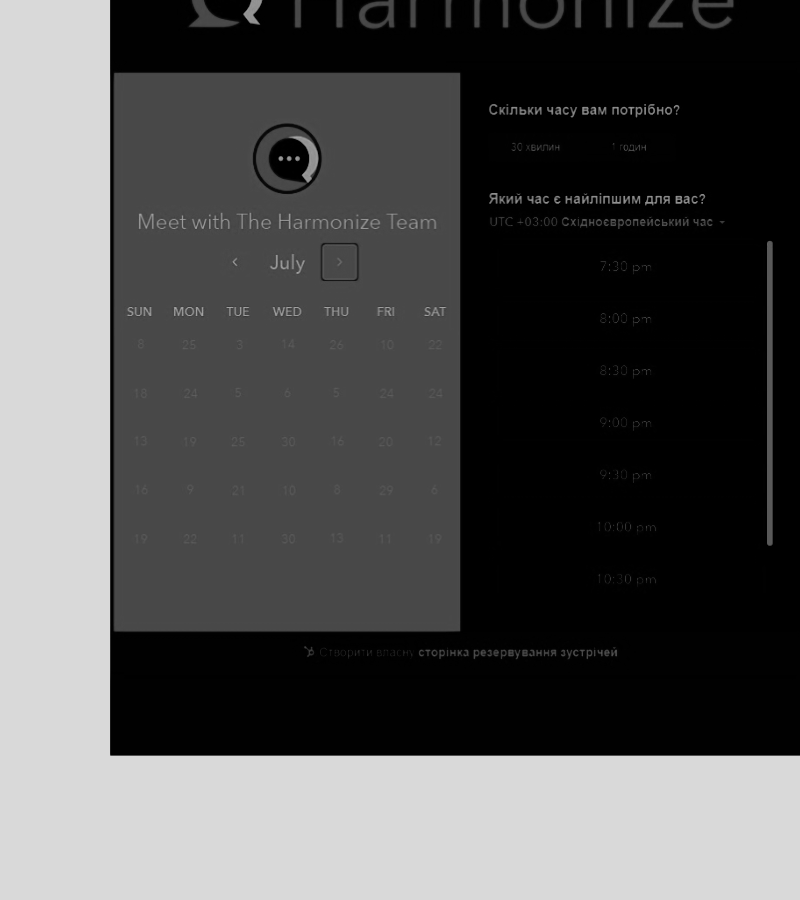 Harmonize
Meet with The Harmonize Team
July
SUN MON TUE WED THU FRI SAT
8 25 3 14 26 10 22
18 24 5 6 5 24 24
13 19 25 30 16 20 12
16 9 21 10 8 29 6
19 22 11 30 13 11 19
Скільки часу вам потрібно?
30 хвилин 1 годин
Який час є найліпшим для вас?
UTC +03:00 Східноєвропейський час
7:30 pm
8:00 pm
8:30 pm
9:00 pm
9:30 pm
10:00 pm
10:30 pm
Створити власну сторінка резервування зустрічей